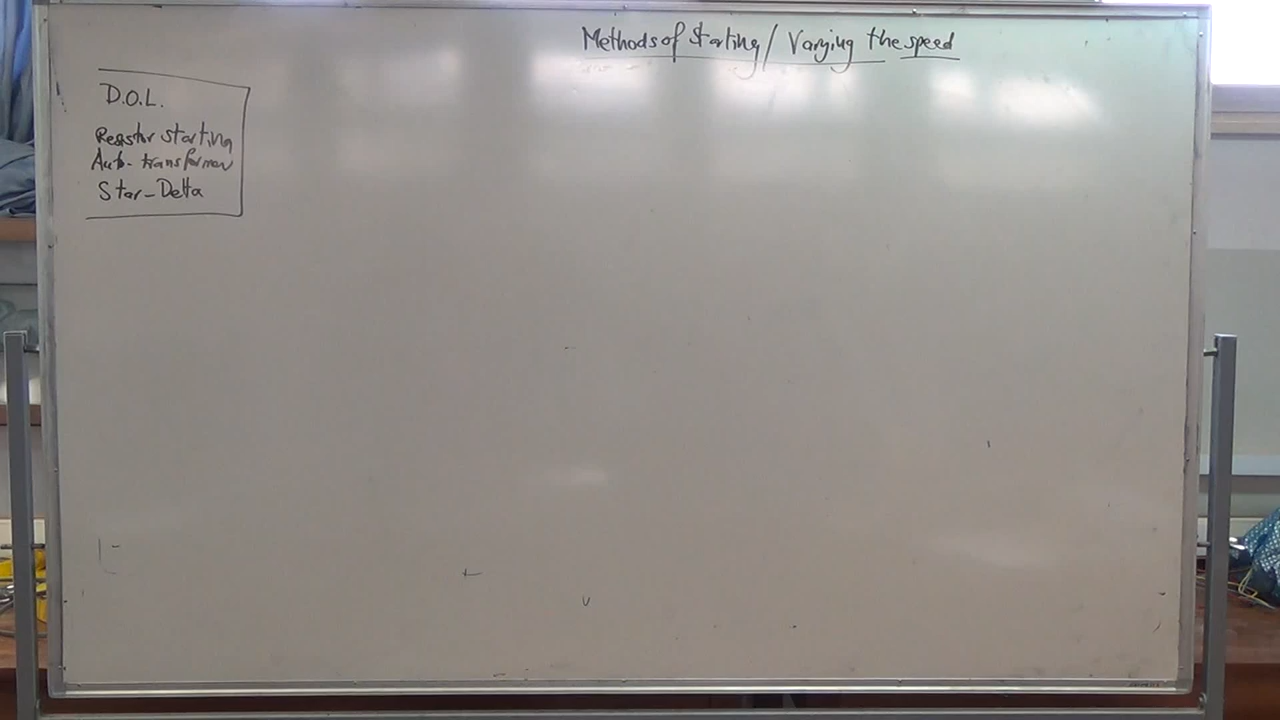 Methods of Starting / Varying the speed
D.O.L.
Resistor starting
Auto-transformer
Star-Delta